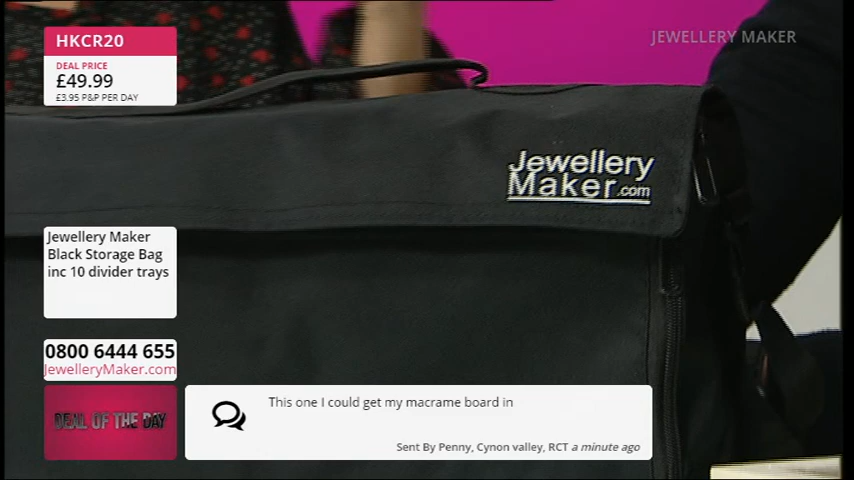 HKCR20
DEAL PRICE
£49.99
£3.95 P&P PER DAY
JEWELLERY MAKER
Jewellery
Maker.com
Jewellery Maker
Black Storage Bag
inc 10 divider trays
0800 6444 655
JewelleryMaker.com
DEAL OF THE DAY
This one I could get my macrame board in
Sent By Penny, Cynon valley, RCT a minute ago